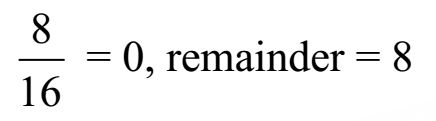 8
16 = 0, remainder = 8